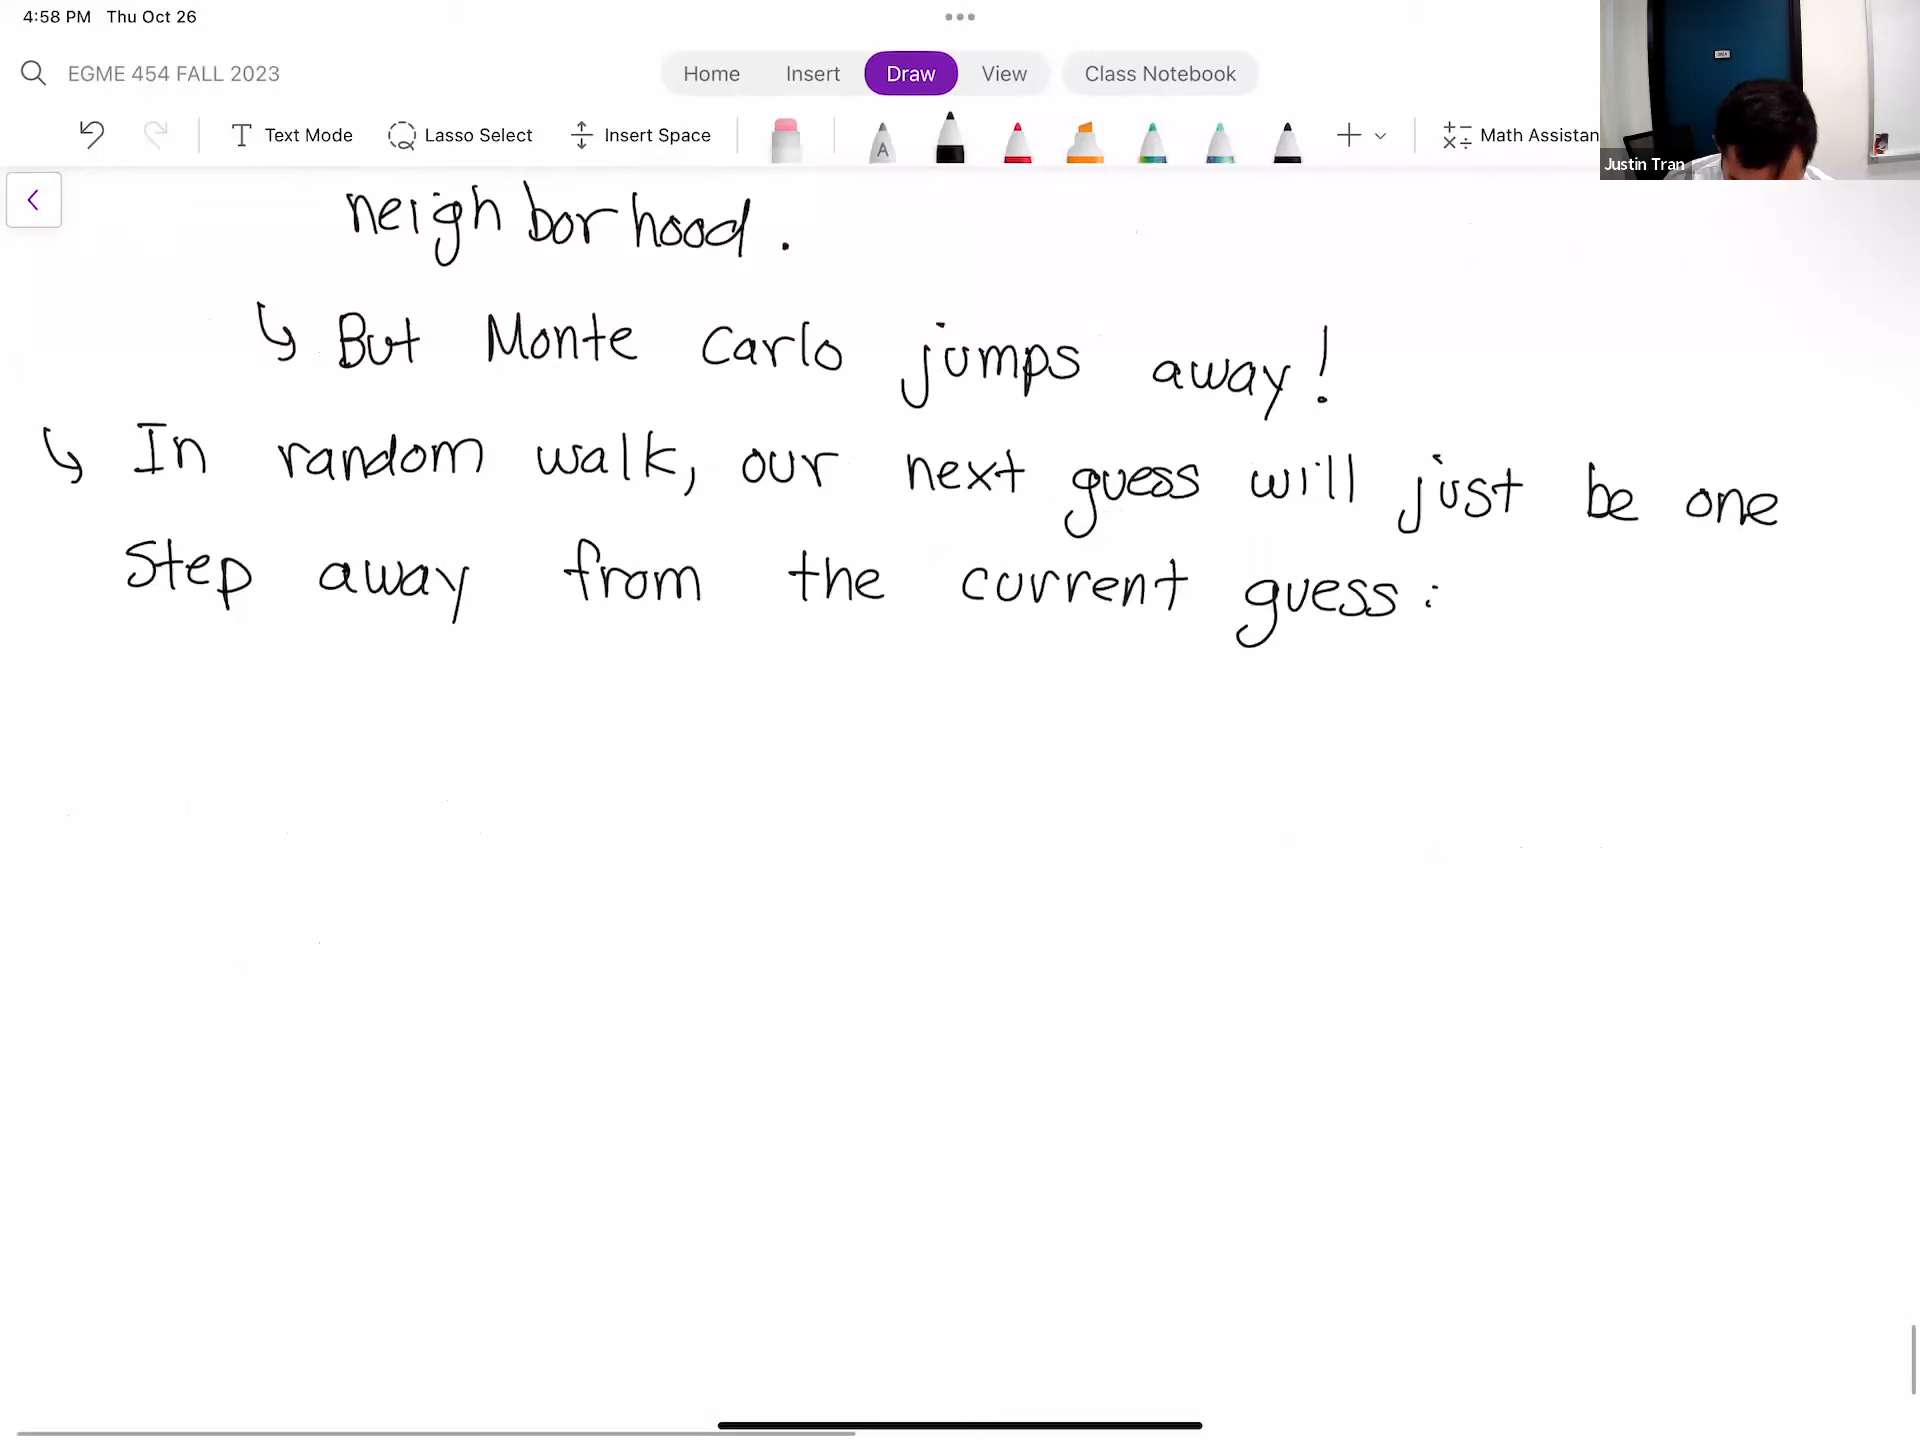 4:58 PM Thu Oct 26
EGME 454 FALL 2023
Home Insert Draw View Class Notebook
Text Mode Lasso Select Insert Space A Math Assistan
Justin Tran
neighborhood.
↳ But Monte Carlo jumps away!
↳ In random walk, our next guess will just be one
step away from the current guess: